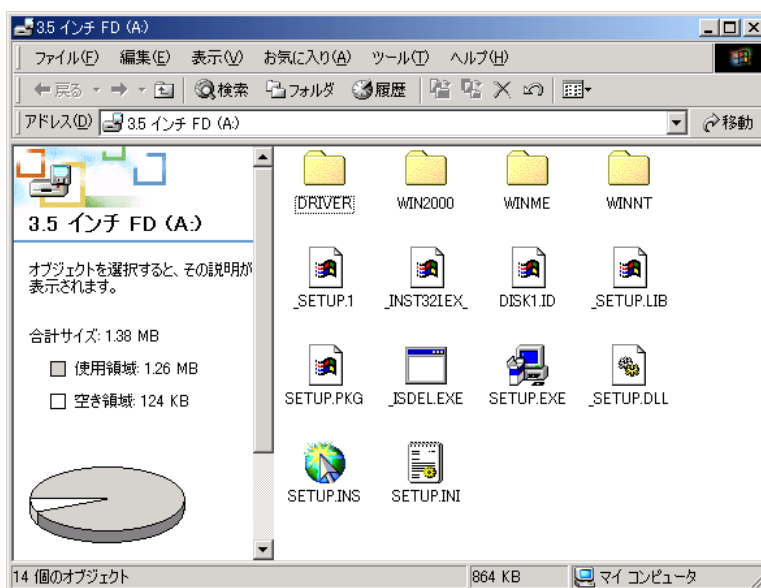 3.5 インチ FD (A:)
ファイル(F) 編集(E) 表示(V) お気に入り(A) ツール(T) ヘルプ(H)
戻る 検索 フォルダ 履歴
アドレス(D) 3.5 インチ FD (A:) 移動
3.5 インチ FD (A:)
オブジェクトを選択すると、その説明が
表示されます。
合計サイズ: 1.38 MB
使用領域: 1.26 MB
空き領域: 124 KB
DRIVER WIN2000 WINME WINNT
_SETUP.1 _INST32I.EX_ DISK1.ID _SETUP.LIB
SETUP.PKG _ISDEL.EXE SETUP.EXE _SETUP.DLL
SETUP.INS SETUP.INI
14 個のオブジェクト 864 KB マイ コンピュータ